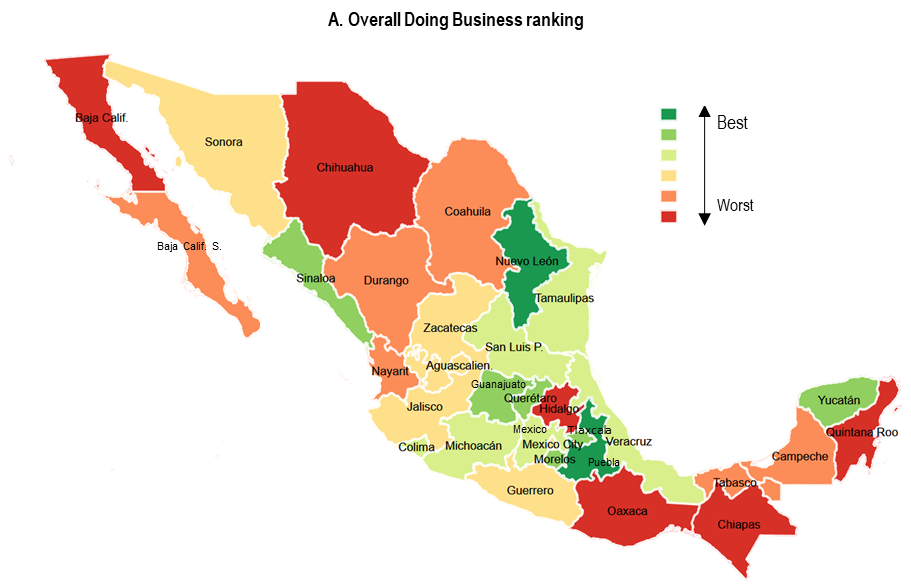 A. Overall Doing Business ranking
Baja Calif.
Sonora
Chihuahua
Best
Worst
Coahuila
Baja Calif. S.
Nuevo León
Sinaloa
Durango
Tamaulipas
Zacatecas
San Luis P.
Aguascalien.
Nayarit
Guanajuato
Querétaro
Yucatán
Jalisco
Hidalgo
Mexico
Tlaxcala
Quintana Roo
Colima
Michoacán
Mexico City
Veracruz
Morelos
Puebla
Campeche
Guerrero
Tabasco
Oaxaca
Chiapas